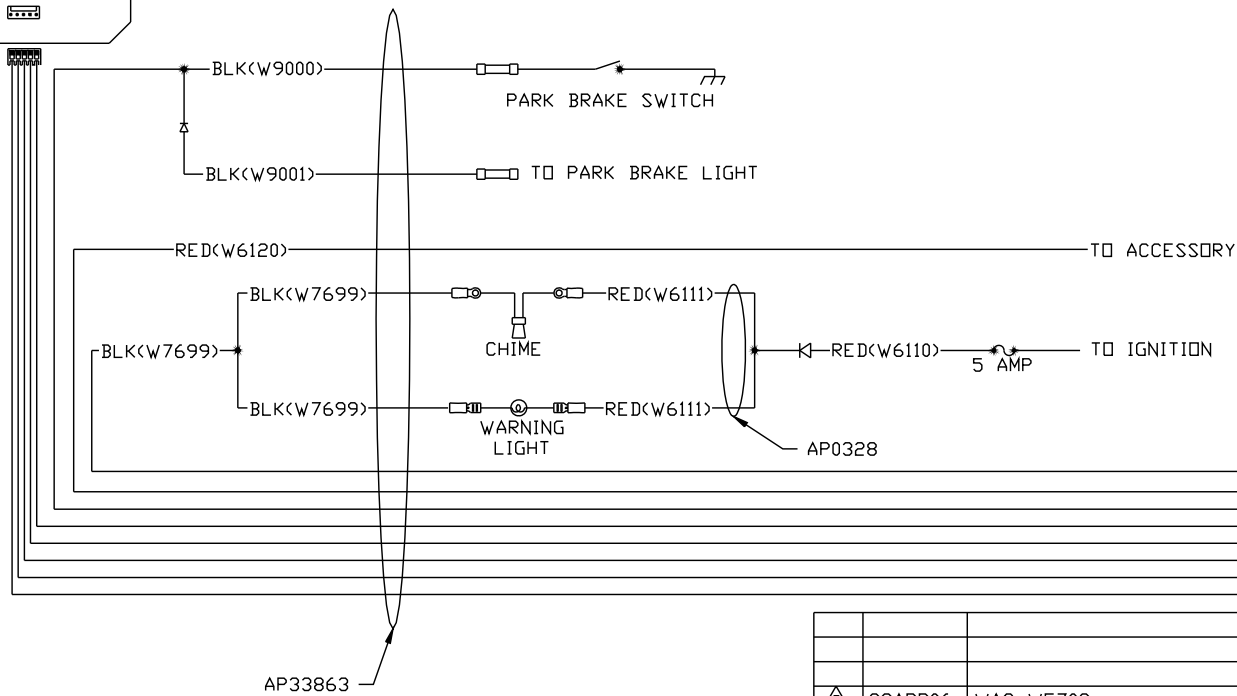 BLK(W9000)
PARK BRAKE SWITCH
BLK(W9001)
TO PARK BRAKE LIGHT
RED(W6120)
TO ACCESSORY
BLK(W7699)
RED(W6111)
CHIME
BLK(W7699)
RED(W6110)
5 AMP
TO IGNITION
BLK(W7699)
RED(W6111)
WARNING
LIGHT
AP0328
AP33863